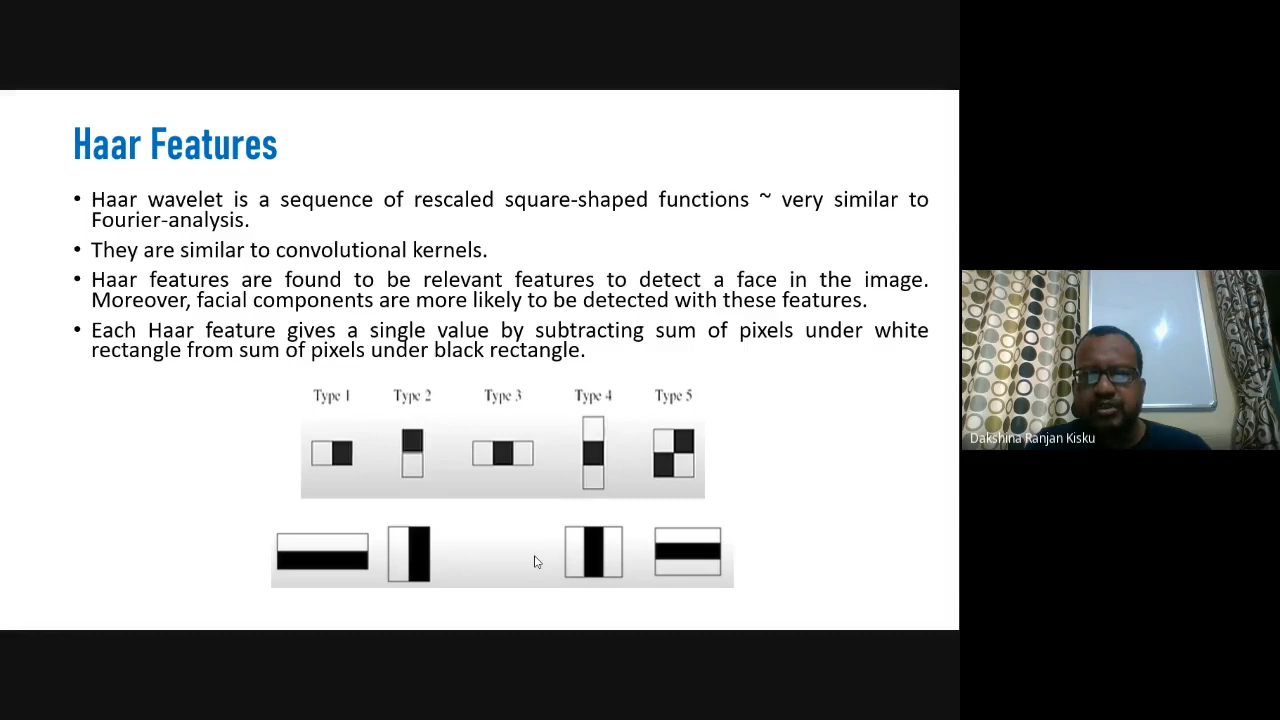 Haar Features
• Haar wavelet is a sequence of rescaled square-shaped functions ~ very similar to
Fourier-analysis.
• They are similar to convolutional kernels.
• Haar features are found to be relevant features to detect a face in the image.
Moreover, facial components are more likely to be detected with these features.
• Each Haar feature gives a single value by subtracting sum of pixels under white
rectangle from sum of pixels under black rectangle.
Type 1 Type 2 Type 3 Type 4 Type 5
Dakshina Ranjan Kisku